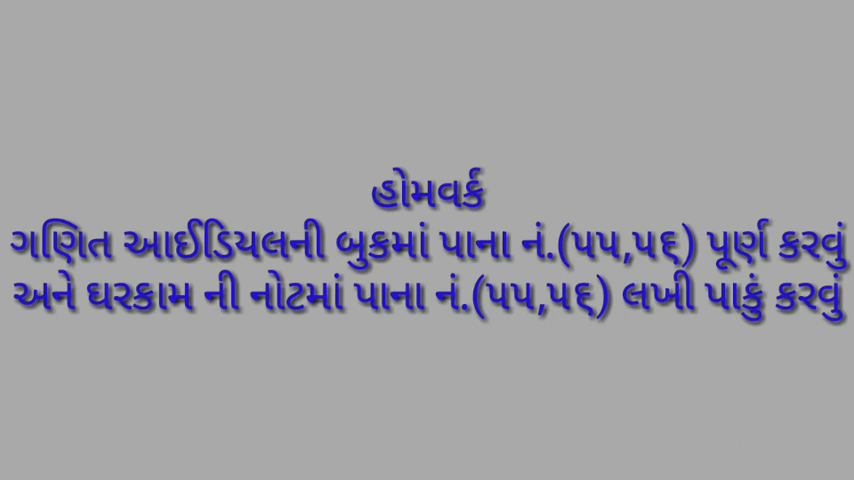 હોમવર્ક
ગણિત આઈડિયલની બુકમાં પાના નં.(૫૫,૫૬) પૂર્ણ કરવું
અને ઘરકામ ની નોટમાં પાના નં.(૫૫,૫૬) લખી પાકું કરવું